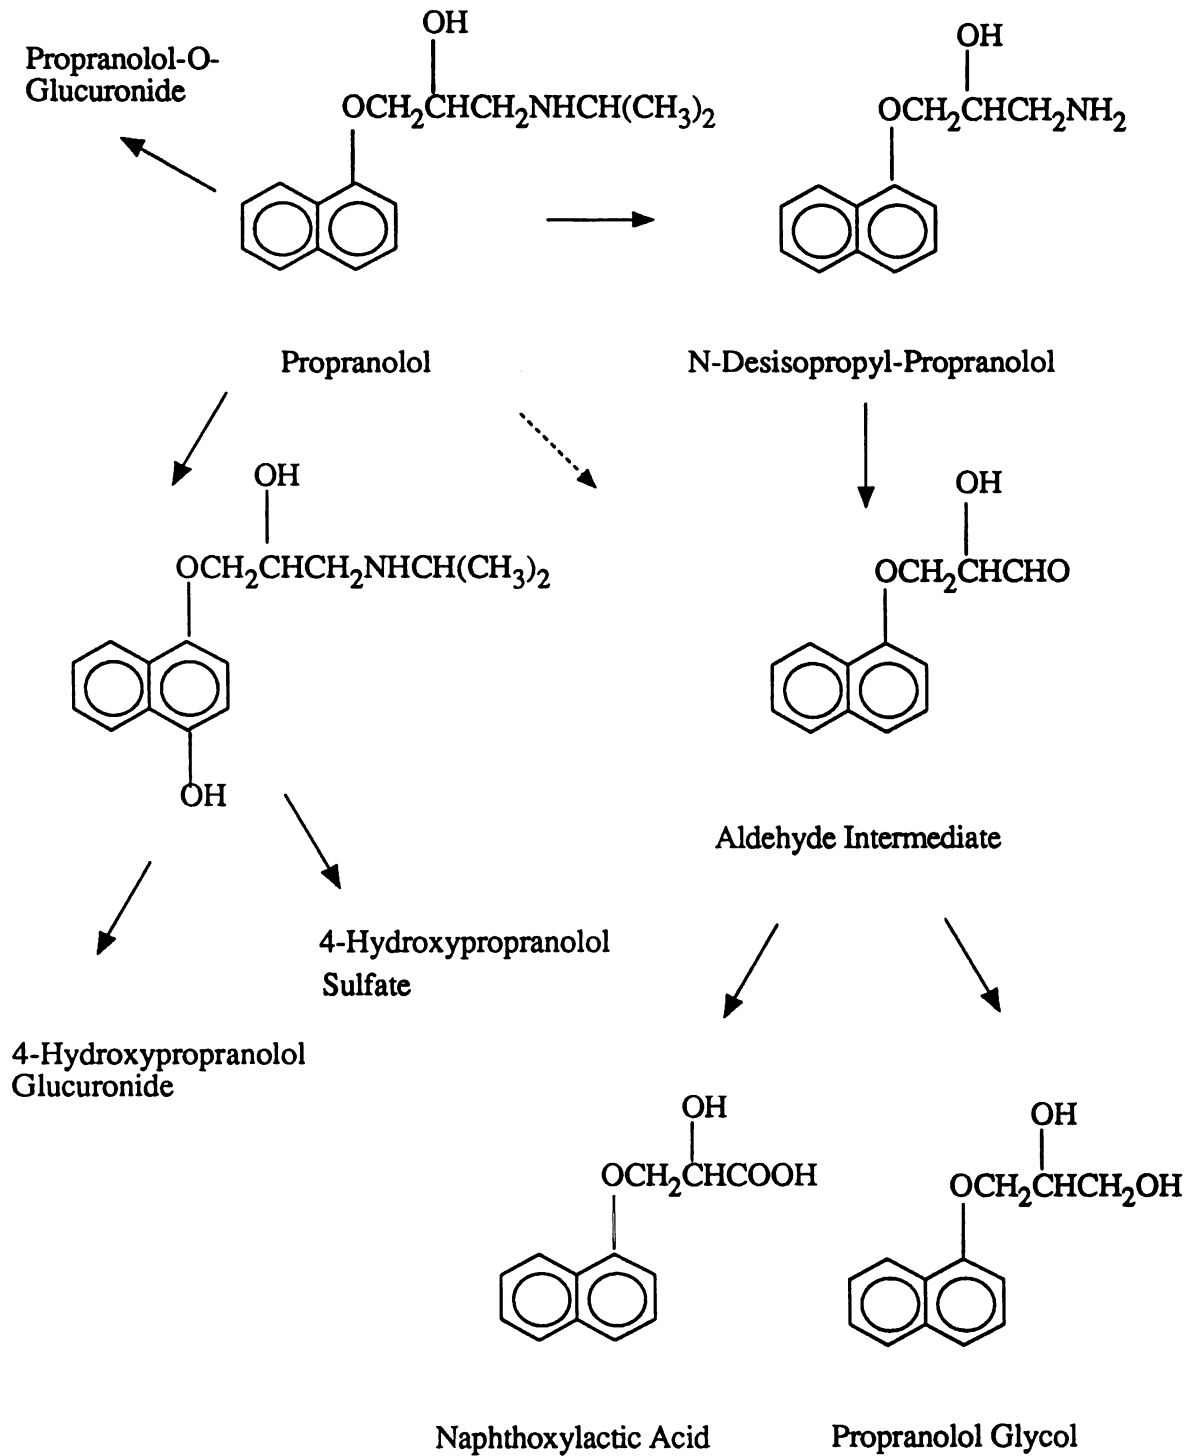 OH
Propranolol-O-
Glucuronide
OCH2CHCH2NHCH(CH3)2
OH
OCH2CHCH2NH2
Propranolol
N-Desisopropyl-Propranolol
OH
OCH2CHCH2NHCH(CH3)2
OH
OH
OCH2CHCHO
Aldehyde Intermediate
4-Hydroxypropranolol
Sulfate
4-Hydroxypropranolol
Glucuronide
OH
OCH2CHCOOH
OH
OCH2CHCH2OH
Naphthoxylactic Acid
Propranolol Glycol